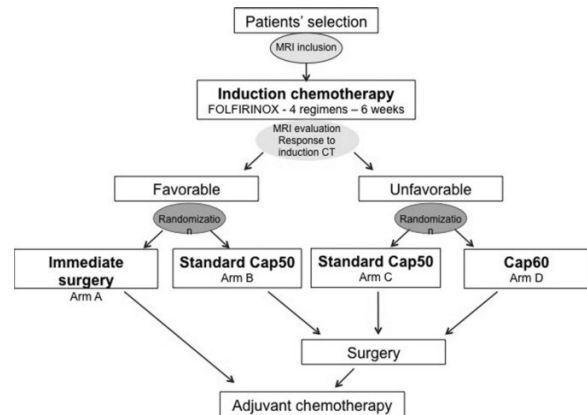 Patients' selection
MRI inclusion
Induction chemotherapy
FOLFIRINOX - 4 regimens – 6 weeks
MRI evaluation
Response to
induction CT
Favorable
Unfavorable
Randomizatio
n
Randomizatio
n
Immediate
surgery
Arm A
Standard Cap50
Arm B
Standard Cap50
Arm C
Cap60
Arm D
Surgery
Adjuvant chemotherapy